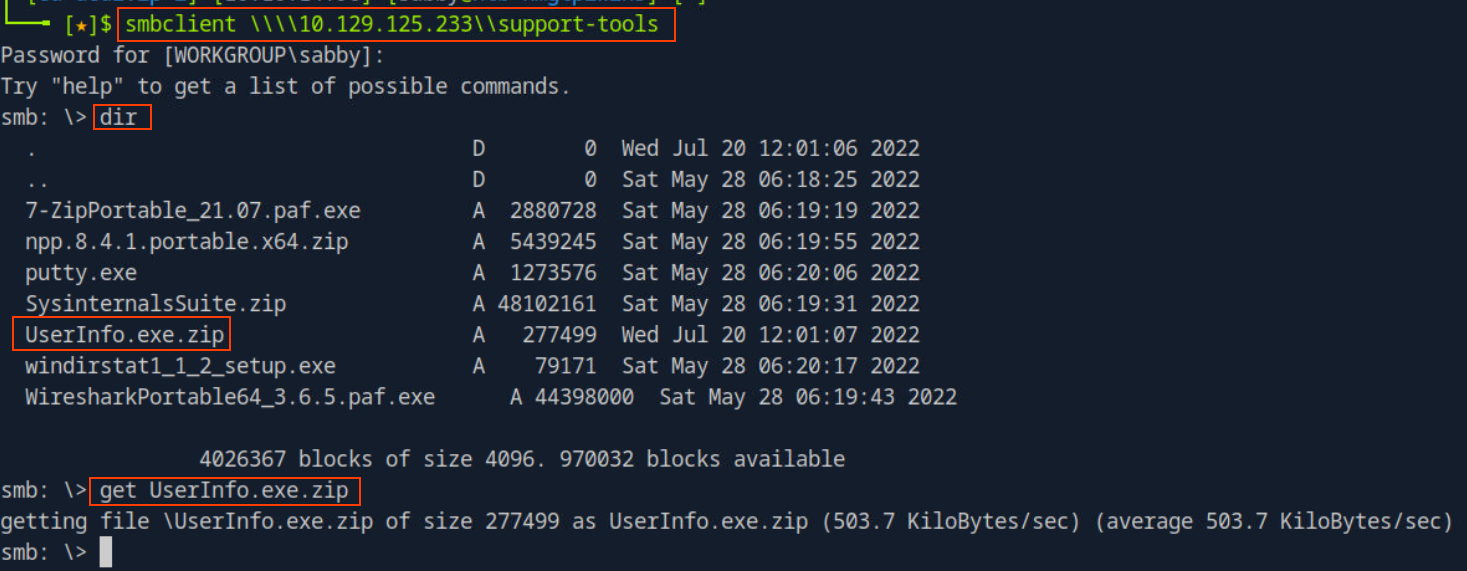 [★]$ smbclient \\\\10.129.125.233\\support-tools
Password for [WORKGROUP\sabby]:
Try "help" to get a list of possible commands.
smb: \> dir
. D 0 Wed Jul 20 12:01:06 2022
.. D 0 Sat May 28 06:18:25 2022
7-ZipPortable_21.07.paf.exe A 2880728 Sat May 28 06:19:19 2022
npp.8.4.1.portable.x64.zip A 5439245 Sat May 28 06:19:55 2022
putty.exe A 1273576 Sat May 28 06:20:06 2022
SysinternalsSuite.zip A 48102161 Sat May 28 06:19:31 2022
UserInfo.exe.zip A 277499 Wed Jul 20 12:01:07 2022
windirstat1_1_2_setup.exe A 79171 Sat May 28 06:20:17 2022
WiresharkPortable64_3.6.5.paf.exe A 44398000 Sat May 28 06:19:43 2022
4026367 blocks of size 4096. 970032 blocks available
smb: \> get UserInfo.exe.zip
getting file \UserInfo.exe.zip of size 277499 as UserInfo.exe.zip (503.7 KiloBytes/sec) (average 503.7 KiloBytes/sec)
smb: \>